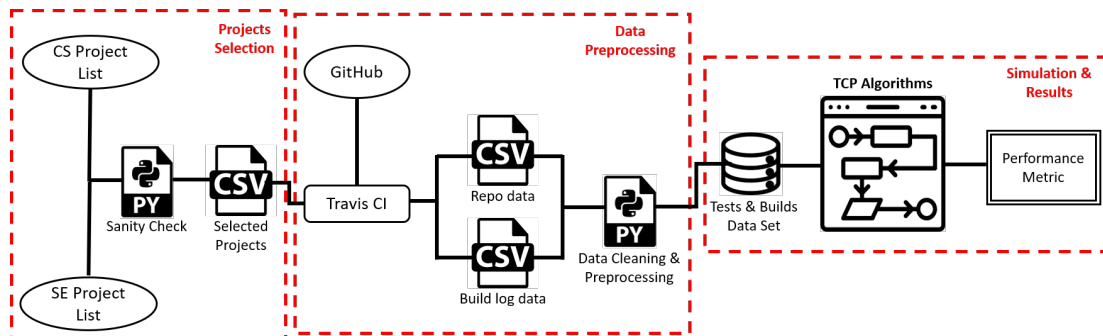 Projects
Selection
CS Project
List
PY
Sanity Check
CSV
Selected
Projects
SE Project
List
Data
Preprocessing
GitHub
Travis CI
CSV
Repo data
CSV
Build log data
PY
Data Cleaning &
Preprocessing
Simulation &
Results
TCP Algorithms
Tests & Builds
Data Set
Performance
Metric